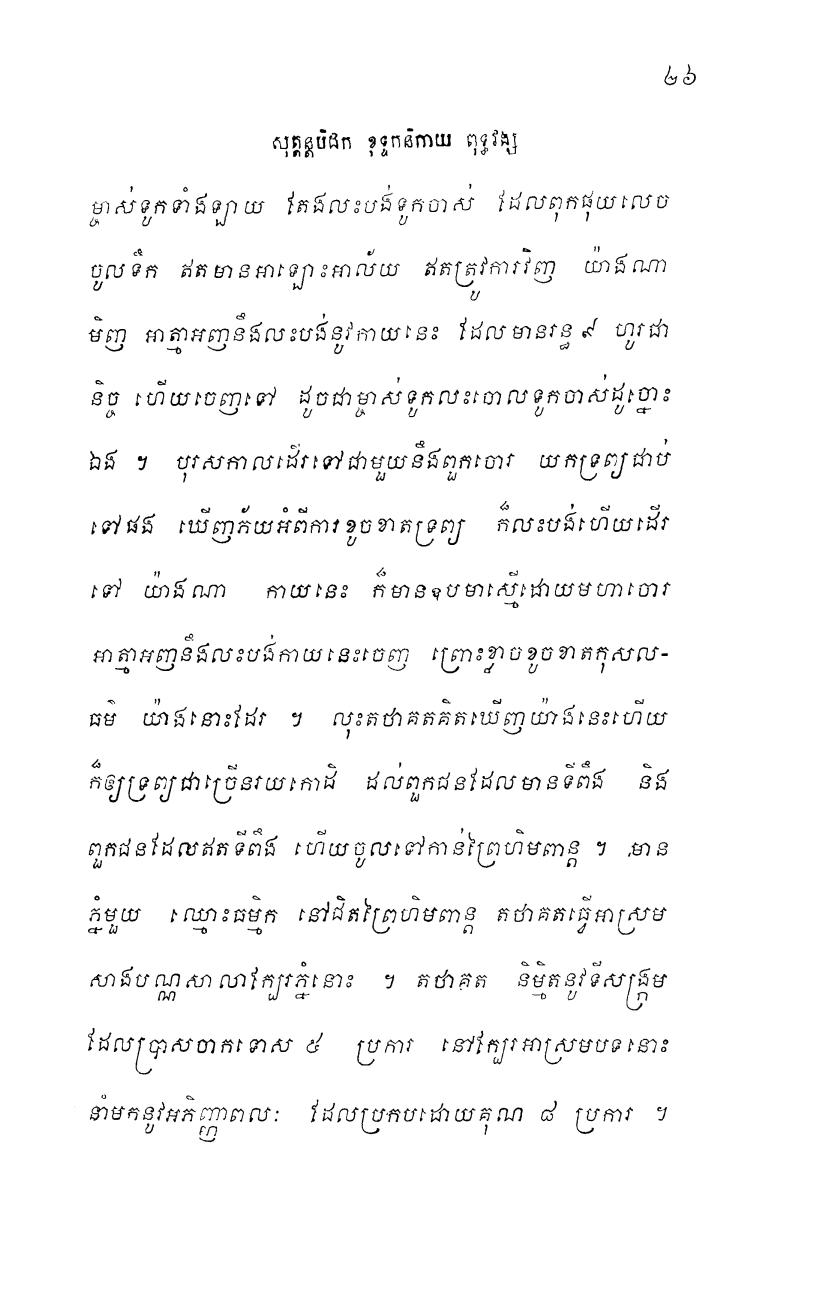 ២៦
សុត្តន្តបិដក ខុទ្ទកនិកាយ ពុទ្ធវង្ស
ម្ចាស់ទូកទាំងឡាយ តែងលះបង់ទូកចាស់ ដែលពុកផុយលេច
ចូលទឹក ឥតមានអាឡោះអាល័យ ឥតត្រូវការវិញ យ៉ាងណា
មិញ អាត្មាអញនឹងលះបង់នូវកាយនេះ ដែលមានរន្ធ ៩ ហូរជា
និច្ច ហើយចេញទៅ ដូចជាម្ចាស់ទូកលះចោលទូកចាស់ដូច្នោះ
ឯង ។ បុរសកាលដើរទៅជាមួយនឹងពួកចោរ យកទ្រព្យជាប់
ទៅផង ឃើញភ័យអំពីការខូចខាតទ្រព្យ ក៏លះបង់ហើយដើរ
ទៅ យ៉ាងណា កាយនេះ ក៏មានឧបមាស្មើដោយមហាចោរ
អាត្មាអញនឹងលះបង់កាយនេះចេញ ព្រោះខ្លាចខូចខាតកុសល-
ធម៌ យ៉ាងនោះដែរ ។ លុះតថាគតគិតឃើញយ៉ាងនេះហើយ
ក៏ឲ្យទ្រព្យជាច្រើនរយកោដិ ដល់ពួកជនដែលមានទីពឹង និង
ពួកជនដែលឥតទីពឹង ហើយចូលទៅកាន់ព្រៃហិមពាន្ត ។ មាន
ភ្នំមួយ ឈ្មោះធម្មិក នៅជិតព្រៃហិមពាន្ត តថាគតធ្វើអាស្រម
សាងបណ្ណសាលាក្បែរភ្នំនោះ ។ តថាគត និម្មិតនូវទីសង្គ្រម
ដែលប្រាសចាកទោស ៥ ប្រការ នៅក្បែរអាស្រមបទនោះ
នាំមកនូវអភិញ្ញាពលៈ ដែលប្រកបដោយគុណ ៨ ប្រការ ។